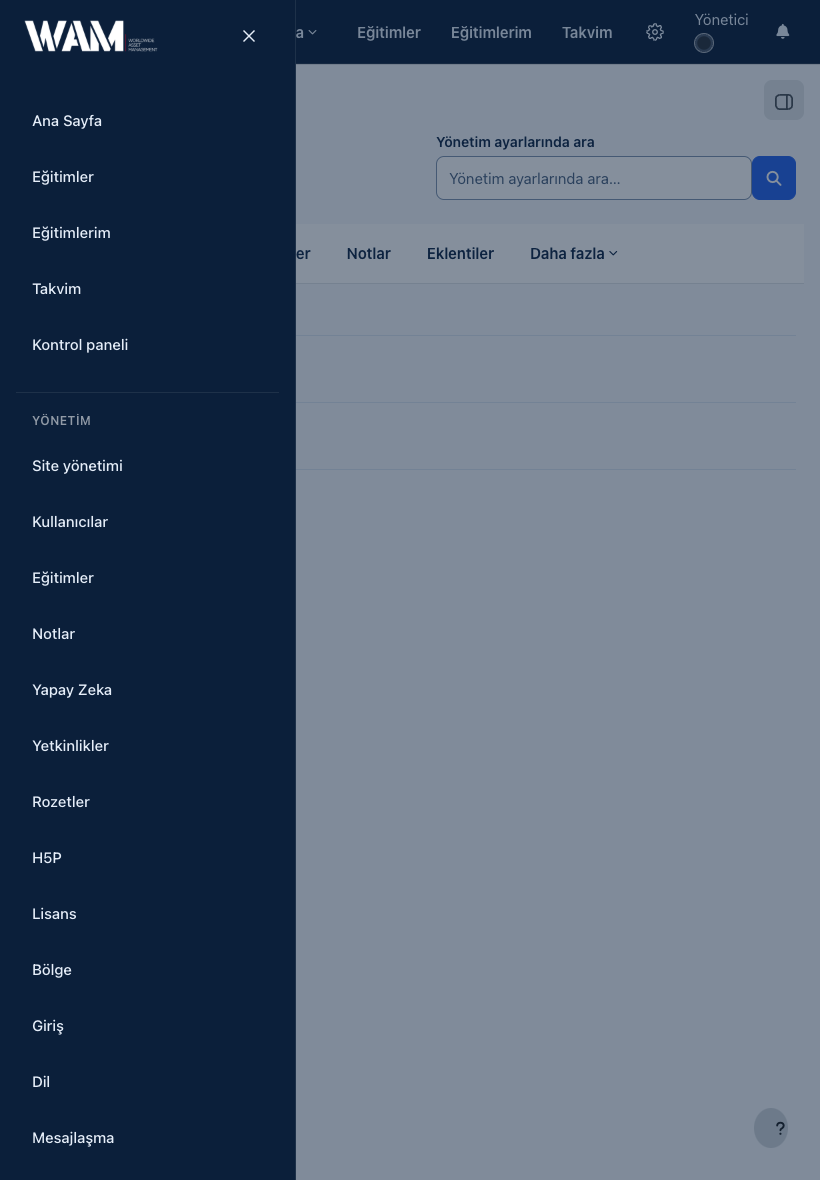 WAM WORLDWIDE
ASSET
MANAGEMENT
a
Eğitimler
Eğitimlerim
Takvim
Yönetici
Ana Sayfa
Eğitimler
Eğitimlerim
Takvim
Kontrol paneli
YÖNETİM
Site yönetimi
Kullanıcılar
Eğitimler
Notlar
Yapay Zeka
Yetkinlikler
Rozetler
H5P
Lisans
Bölge
Giriş
Dil
Mesajlaşma
Yönetim ayarlarında ara
Yönetim ayarlarında ara...
er
Notlar
Eklentiler
Daha fazla
?